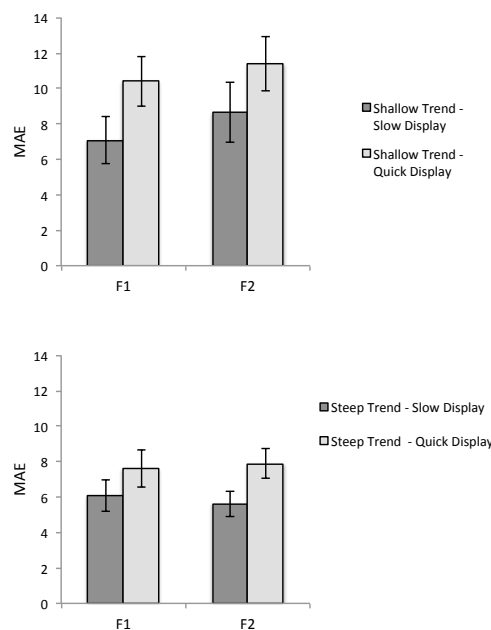 14
12
10
8
6
4
2
0
MAE
F1
F2
Shallow Trend -
Slow Display
Shallow Trend -
Quick Display
14
12
10
8
6
4
2
0
MAE
F1
F2
Steep Trend - Slow Display
Steep Trend - Quick Display